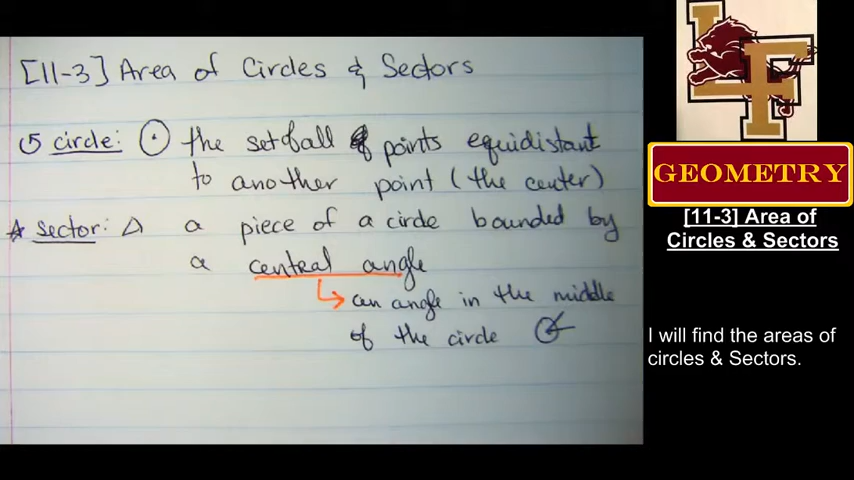 [11-3] Area of Circles & Sectors
circle: the set of all points equidistant
to another point (the center)
sector: a piece of a circle bounded by
a central angle
an angle in the middle
of the circle
LF
GEOMETRY
[11-3] Area of
Circles & Sectors
I will find the areas of
circles & Sectors.